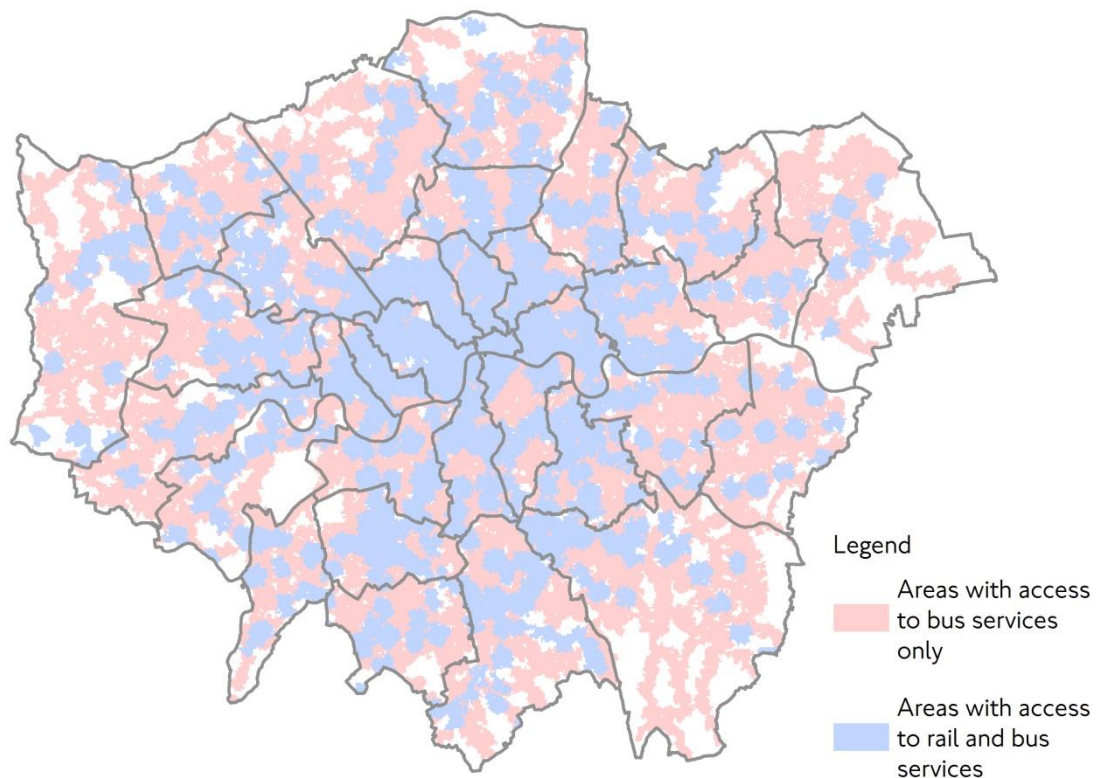 Legend
Areas with access
to bus services
only
Areas with access
to rail and bus
services